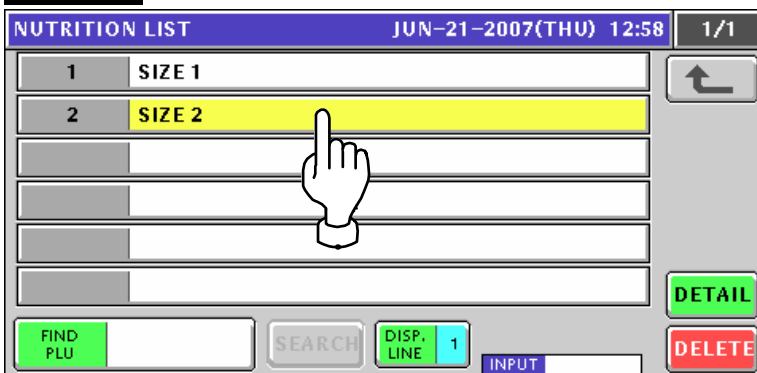 NUTRITION LIST JUN-21-2007(THU) 12:58 1/1
1 SIZE 1
2 SIZE 2
DETAIL
FIND PLU SEARCH DISP. LINE 1 INPUT DELETE